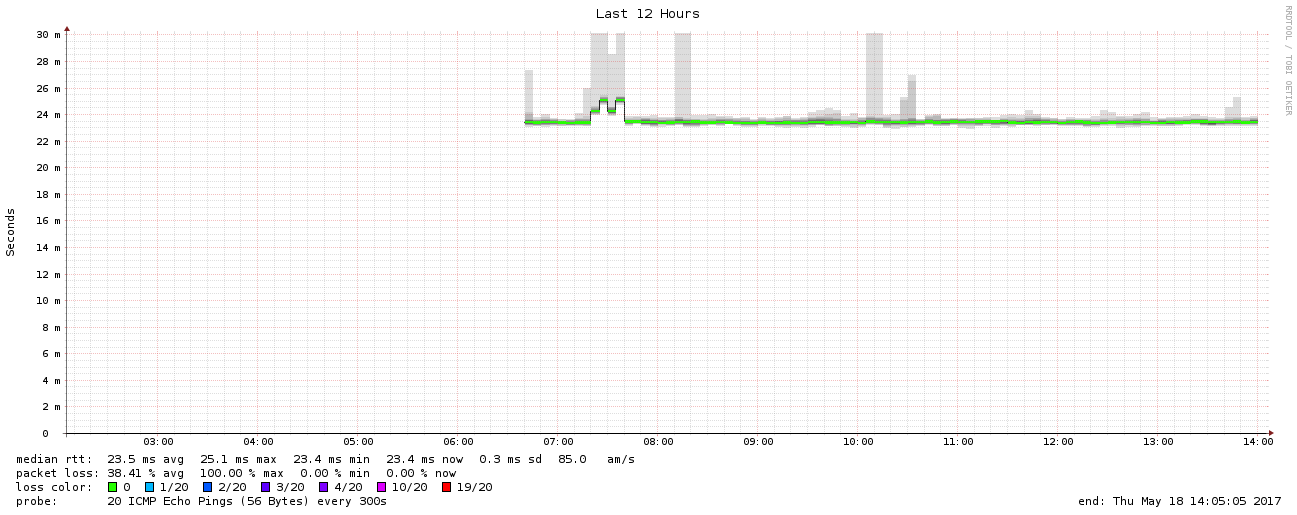 Last 12 Hours
RRDTOOL / TOBI OETIKER
Seconds
30 m
28 m
26 m
24 m
22 m
20 m
18 m
16 m
14 m
12 m
10 m
8 m
6 m
4 m
2 m
0
03:00 04:00 05:00 06:00 07:00 08:00 09:00 10:00 11:00 12:00 13:00 14:00
median rtt: 23.5 ms avg 25.1 ms max 23.4 ms min 23.4 ms now 0.3 ms sd 85.0 am/s
packet loss: 38.41 % avg 100.00 % max 0.00 % min 0.00 % now
loss color: 0 1/20 2/20 3/20 4/20 10/20 19/20
probe: 20 ICMP Echo Pings (56 Bytes) every 300s end: Thu May 18 14:05:05 2017